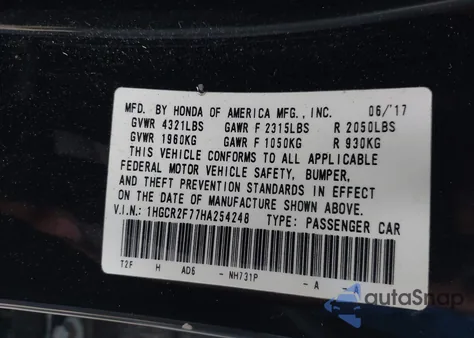 MFD. BY HONDA OF AMERICA MFG., INC. 06/'17
GVWR 4321LBS GAWR F 2315LBS R 2050LBS
GVWR 1960KG GAWR F 1050KG R 930KG
THIS VEHICLE CONFORMS TO ALL APPLICABLE
FEDERAL MOTOR VEHICLE SAFETY, BUMPER,
AND THEFT PREVENTION STANDARDS IN EFFECT
ON THE DATE OF MANUFACTURE SHOWN ABOVE.
V.I.N.: 1HGCR2F77HA254248 TYPE: PASSENGER CAR
T2F H AD6 -NH731P -A -A
autaSnap